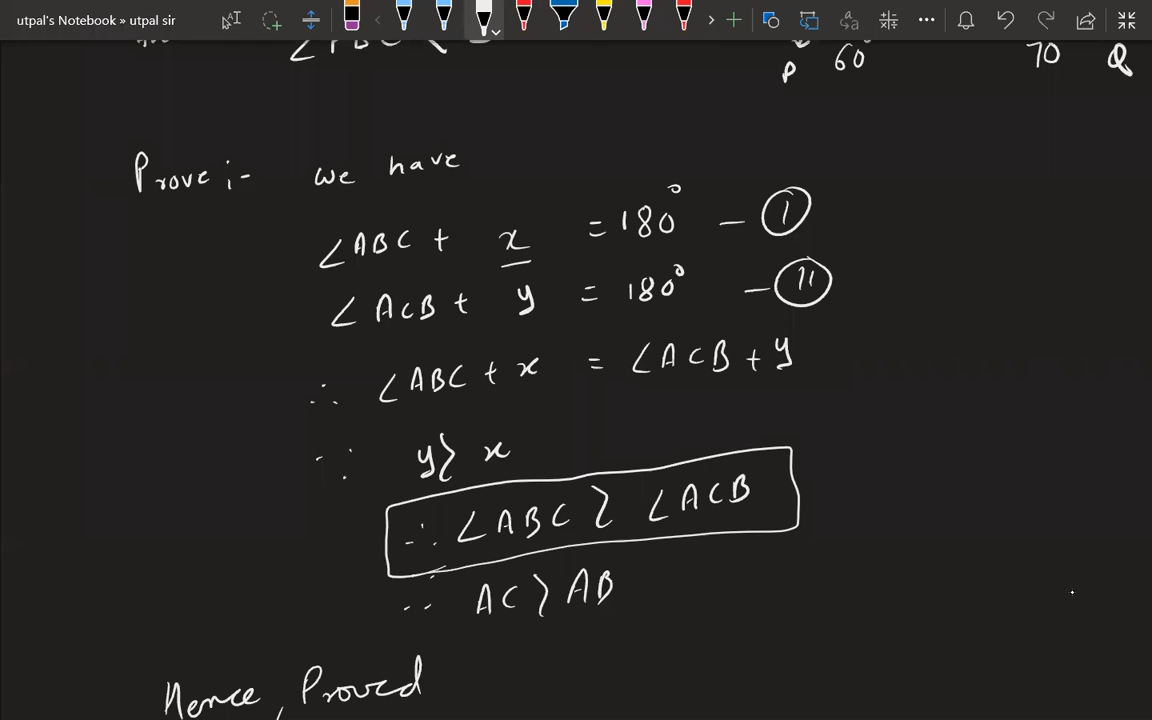 utpal's Notebook » utpal sir
P 60° 70 Q
Prove :- we have
∠ABC + x = 180° - (I)
∠ACB + y = 180° - (II)
∴ ∠ABC + x = ∠ACB + y
∵ y > x
∴ ∠ABC > ∠ACB
∵ AC > AB
Hence, Proved